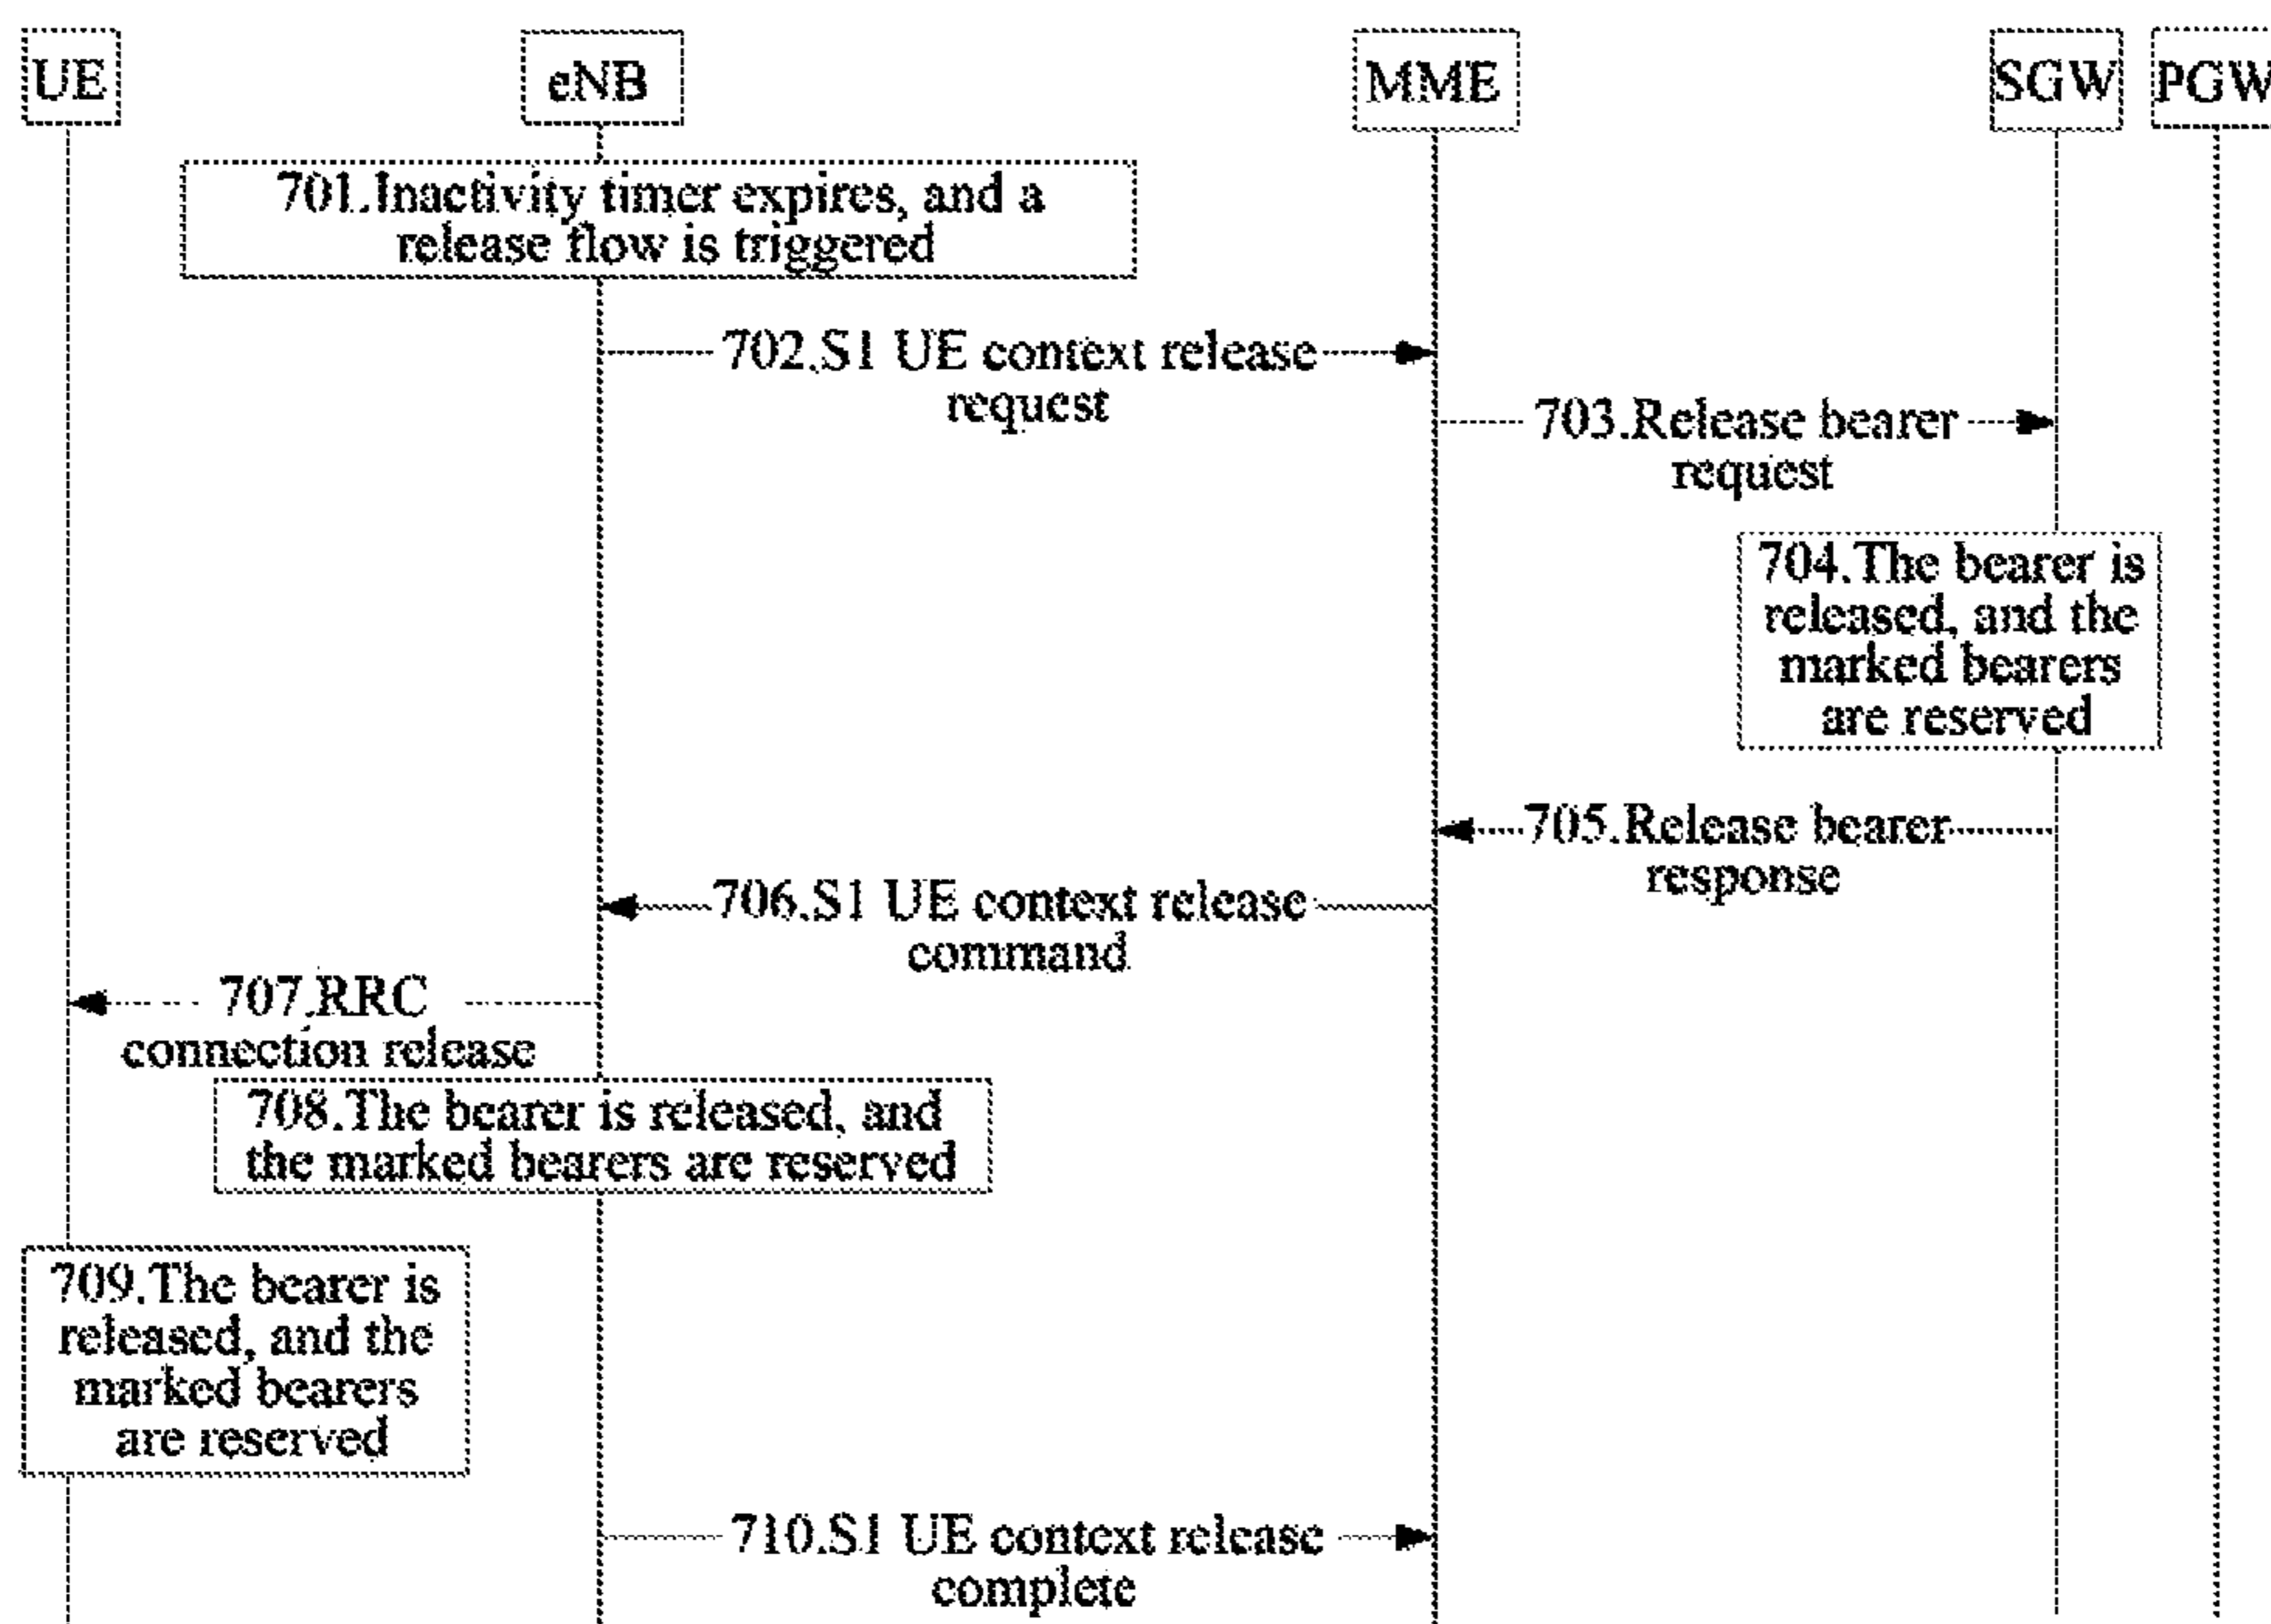 UE
eNB
MME
SGW
PGW
701.Inactivity timer expires, and a
release flow is triggered
702.S1 UE context release
request
703.Release bearer
request
704.The bearer is
released, and the
marked bearers
are reserved
705.Release bearer
response
706.S1 UE context release
command
707.RRC
connection release
708.The bearer is released, and
the marked bearers are reserved
709.The bearer is
released, and the
marked bearers
are reserved
710.S1 UE context release
complete